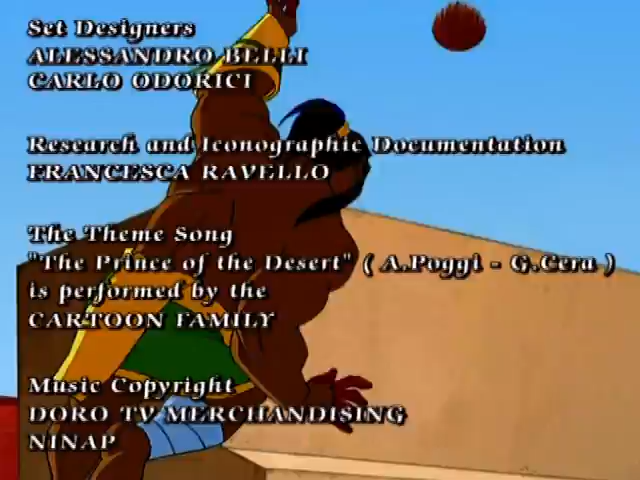 Set Designers
ALESSANDRO BELLI
CARLO ODORICI
Research and Iconographic Documentation
FRANCESCA RAVELLO
The Theme Song
"The Prince of the Desert" ( A.Poggi - G.Cera )
is performed by the
CARTOON FAMILY
Music Copyright
DORO TV MERCHANDISING
NINAP